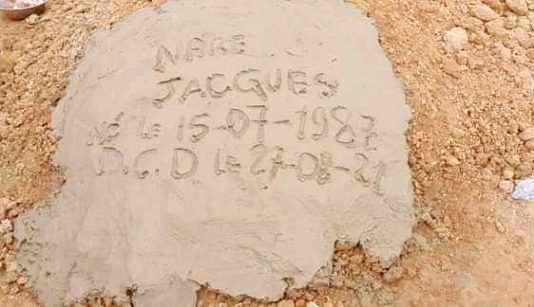 NARE
JACQUES
NÉ LE 15-07-1987
D.C.D LE 27-08-21